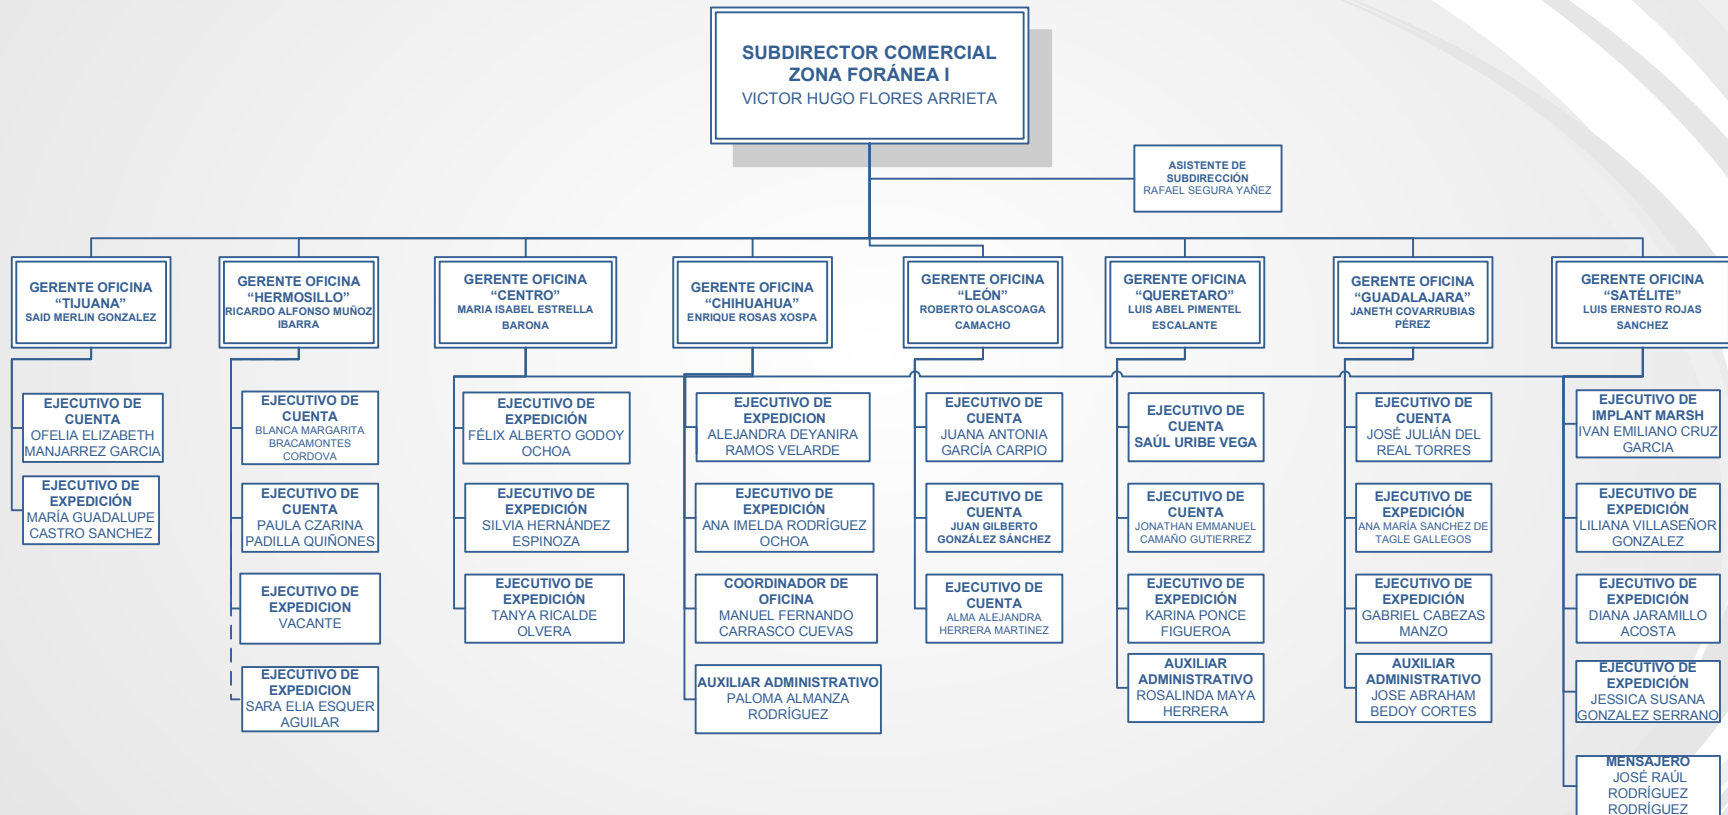 SUBDIRECTOR COMERCIAL
ZONA FORÁNEA I
VICTOR HUGO FLORES ARRIETA
ASISTENTE DE
SUBDIRECCIÓN
RAFAEL SEGURA YAÑEZ
GERENTE OFICINA
“TIJUANA”
SAID MERLIN GONZALEZ
EJECUTIVO DE
CUENTA
OFELIA ELIZABETH
MANJARREZ GARCIA
EJECUTIVO DE
EXPEDICIÓN
MARÍA GUADALUPE
CASTRO SANCHEZ
GERENTE OFICINA
“HERMOSILLO”
RICARDO ALFONSO MUÑOZ
IBARRA
EJECUTIVO DE
CUENTA
BLANCA MARGARITA
BRACAMONTES
CORDOVA
EJECUTIVO DE
CUENTA
PAULA CZARINA
PADILLA QUIÑONES
EJECUTIVO DE
EXPEDICION
VACANTE
EJECUTIVO DE
EXPEDICION
SARA ELIA ESQUER
AGUILAR
GERENTE OFICINA
“CENTRO”
MARIA ISABEL ESTRELLA
BARONA
EJECUTIVO DE
EXPEDICIÓN
FÉLIX ALBERTO GODOY
OCHOA
EJECUTIVO DE
EXPEDICIÓN
SILVIA HERNÁNDEZ
ESPINOZA
EJECUTIVO DE
EXPEDICIÓN
TANYA RICALDE
OLVERA
GERENTE OFICINA
“CHIHUAHUA”
ENRIQUE ROSAS XOSPA
EJECUTIVO DE
EXPEDICION
ALEJANDRA DEYANIRA
RAMOS VELARDE
EJECUTIVO DE
EXPEDICIÓN
ANA IMELDA RODRÍGUEZ
OCHOA
COORDINADOR DE
OFICINA
MANUEL FERNANDO
CARRASCO CUEVAS
AUXILIAR ADMINISTRATIVO
PALOMA ALMANZA
RODRÍGUEZ
GERENTE OFICINA
“LEÓN”
ROBERTO OLASCOAGA
CAMACHO
EJECUTIVO DE
CUENTA
JUANA ANTONIA
GARCÍA CARPIO
EJECUTIVO DE
CUENTA
JUAN GILBERTO
GONZÁLEZ SÁNCHEZ
EJECUTIVO DE
CUENTA
ALMA ALEJANDRA
HERRERA MARTINEZ
GERENTE OFICINA
“QUERETARO”
LUIS ABEL PIMENTEL
ESCALANTE
EJECUTIVO DE
CUENTA
SAÚL URIBE VEGA
EJECUTIVO DE
CUENTA
JONATHAN EMMANUEL
CAMAÑO GUTIERREZ
EJECUTIVO DE
EXPEDICIÓN
KARINA PONCE
FIGUEROA
AUXILIAR
ADMINISTRATIVO
ROSALINDA MAYA
HERRERA
GERENTE OFICINA
“GUADALAJARA”
JANETH COVARRUBIAS
PÉREZ
EJECUTIVO DE
CUENTA
JOSÉ JULIÁN DEL
REAL TORRES
EJECUTIVO DE
EXPEDICIÓN
ANA MARÍA SANCHEZ DE
TAGLE GALLEGOS
EJECUTIVO DE
EXPEDICIÓN
GABRIEL CABEZAS
MANZO
AUXILIAR
ADMINISTRATIVO
JOSE ABRAHAM
BEDOY CORTES
GERENTE OFICINA
“SATÉLITE”
LUIS ERNESTO ROJAS
SANCHEZ
EJECUTIVO DE
IMPLANT MARSH
IVAN EMILIANO CRUZ
GARCIA
EJECUTIVO DE
EXPEDICIÓN
LILIANA VILLASEÑOR
GONZALEZ
EJECUTIVO DE
EXPEDICIÓN
DIANA JARAMILLO
ACOSTA
EJECUTIVO DE
EXPEDICIÓN
JESSICA SUSANA
GONZALEZ SERRANO
MENSAJERO
JOSÉ RAÚL
RODRÍGUEZ
RODRÍGUEZ